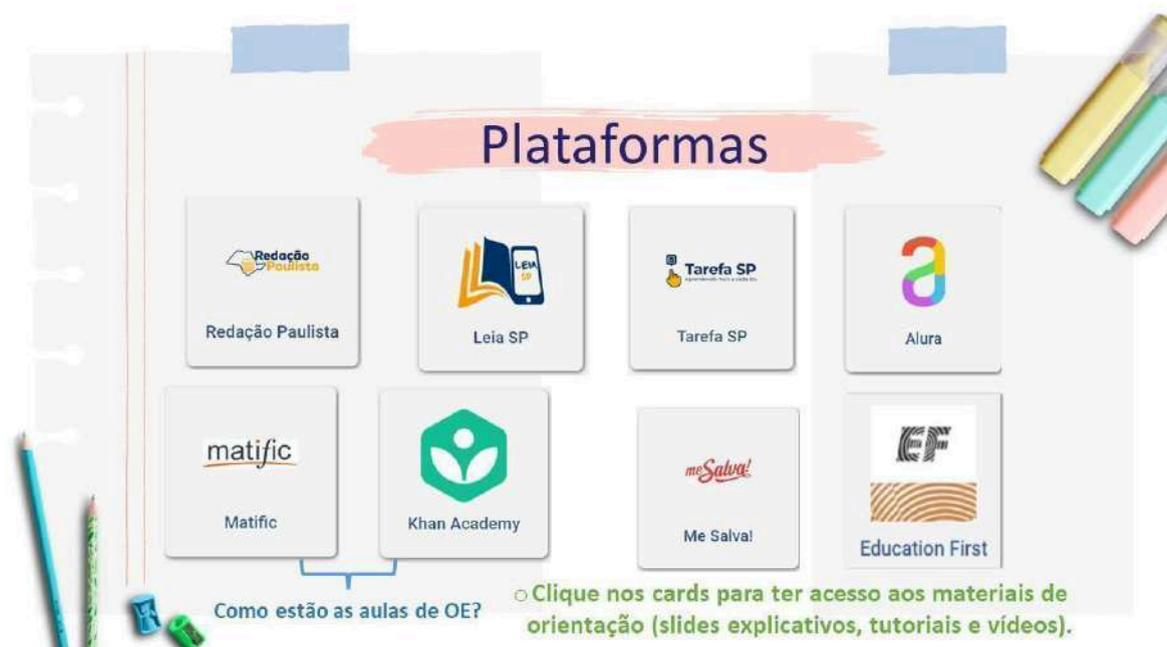 Plataformas
Redação
Paulista
Redação Paulista
LEIA
SP
Leia SP
Tarefa SP
Tarefa SP
a
Alura
matific
Matific
Khan Academy
meSalva!
Me Salva!
EF
Education First
Como estão as aulas de OE?
Clique nos cards para ter acesso aos materiais de
orientação (slides explicativos, tutoriais e vídeos).